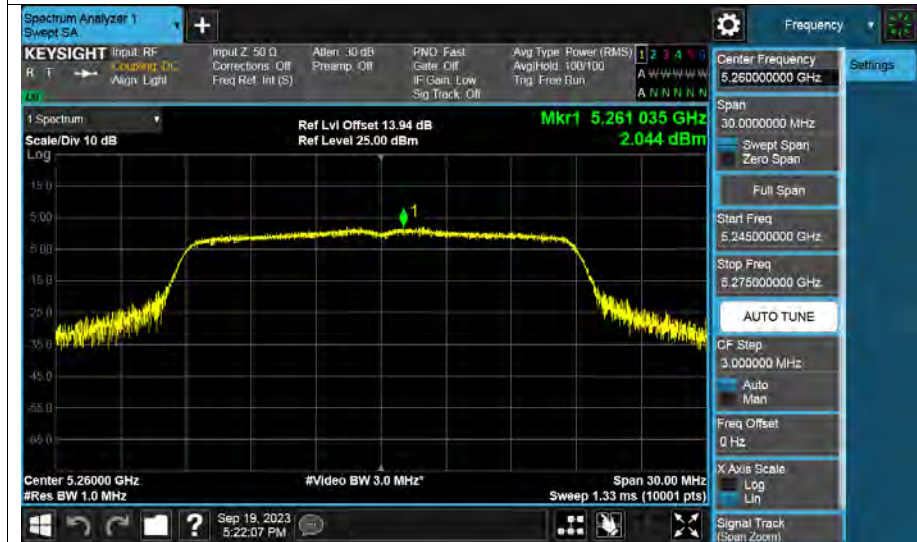 Spectrum Analyzer 1
Swept SA
+
Frequency
KEYSIGHT
R T
Input: RF
Coupling: DC
Align: Light
Input Z: 50 Ω
Corrections: Off
Freq Ref: Int (S)
Atten: 30 dB
Preamp: Off
PNO: Fast
Gate: Off
IF Gain: Low
Sig Track: Off
Avg Type: Power (RMS)
Avg|Hold: 100/100
Trig: Free Run
1 2 3 4 5 6
A W W W W W
A N N N N N
1 Spectrum
Scale/Div 10 dB
Log
Ref Lvl Offset 13.94 dB
Ref Level 25.00 dBm
Mkr1 5.261 035 GHz
2.044 dBm
15.0
5.00
-5.00
-15.0
-25.0
-35.0
-45.0
-55.0
-65.0
1
Center 5.26000 GHz
#Res BW 1.0 MHz
#Video BW 3.0 MHz*
Span 30.00 MHz
Sweep 1.33 ms (10001 pts)
?
Sep 19, 2023
5:22:07 PM
Center Frequency
5.260000000 GHz
Settings
Span
30.0000000 MHz
Swept Span
Zero Span
Full Span
Start Freq
5.245000000 GHz
Stop Freq
5.275000000 GHz
AUTO TUNE
CF Step
3.000000 MHz
Auto
Man
Freq Offset
0 Hz
X Axis Scale
Log
Lin
Signal Track
(Span Zoom)